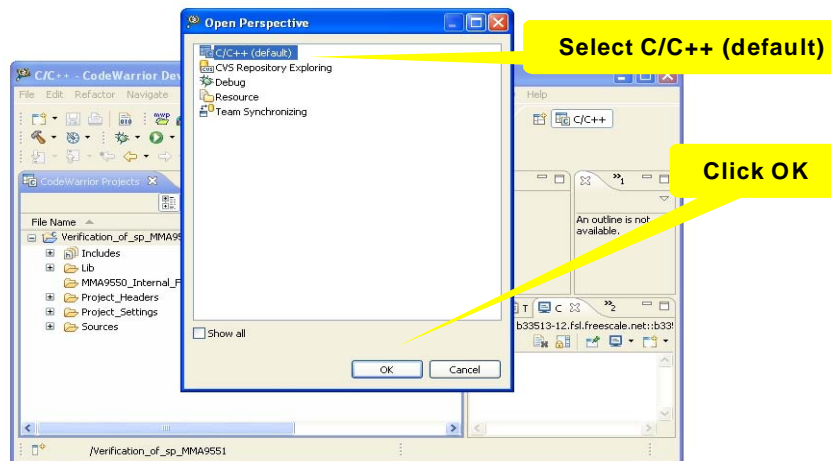 Open Perspective
C/C++ (default)
CVS Repository Exploring
Debug
Resource
Team Synchronizing
Show all
OK
Cancel
Select C/C++ (default)
Click OK
C/C++ - CodeWarrior Dev
File Edit Refactor Navigate
Help
C/C++
CodeWarrior Projects
File Name
Verification_of_sp_MMA95
Includes
Lib
MMA9550_Internal_F
Project_Headers
Project_Settings
Sources
1
An outline is not
available.
T
C
2
b33513-12.fsl.freescale.net::b33
/Verification_of_sp_MMA9551